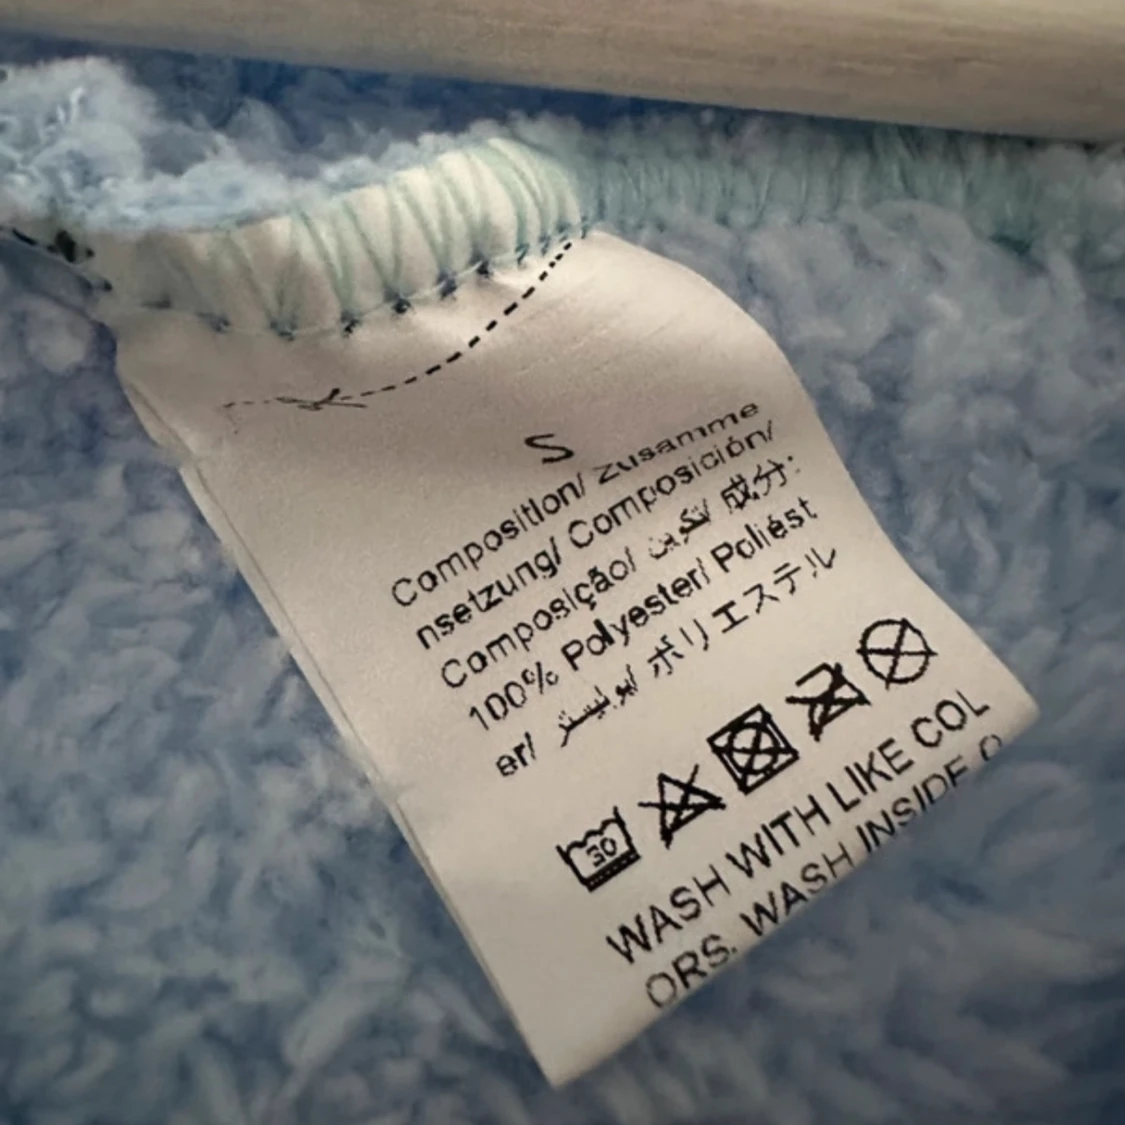 S
Composition/ Zusamme
nsetzung/ Composición/
Composição/ تكوين/ 成分:
100% Polyester/ Poliést
er/ بوليستر/ ポリエステル
30
WASH WITH LIKE COL
ORS. WASH INSIDE O